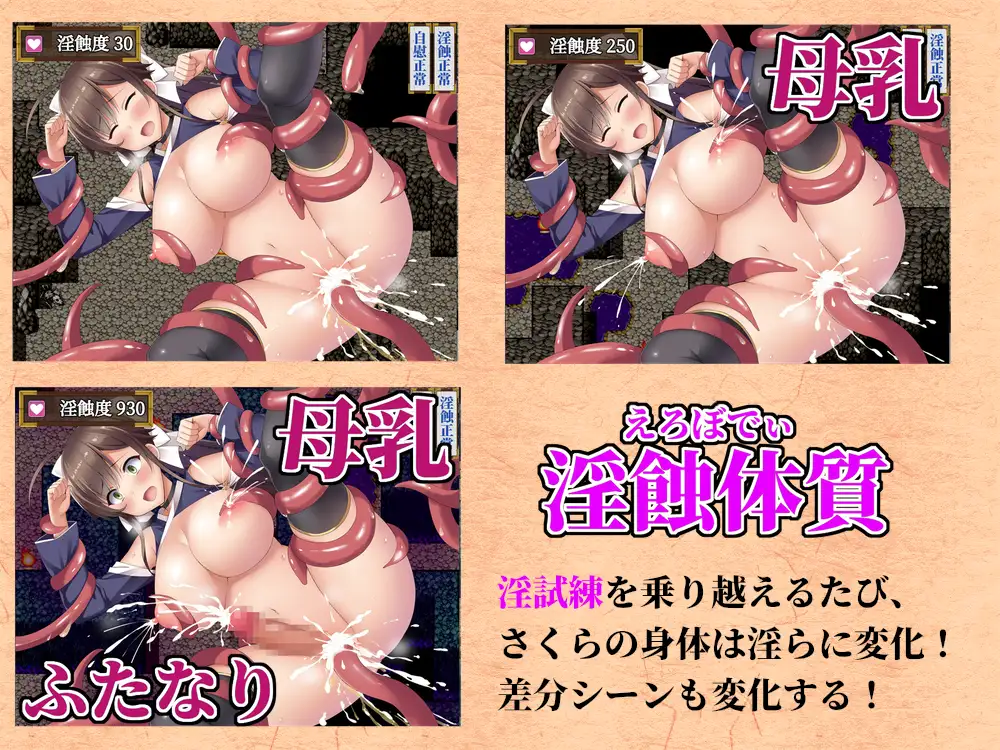 淫蝕度 30
自慰正常
淫蝕正常
淫蝕度 250
母乳
淫蝕正常
淫蝕度 930
母乳
淫蝕正常
ふたなり
えろぼでぃ
淫蝕体質
淫試練を乗り越えるたび、
さくらの身体は淫らに変化！
差分シーンも変化する！